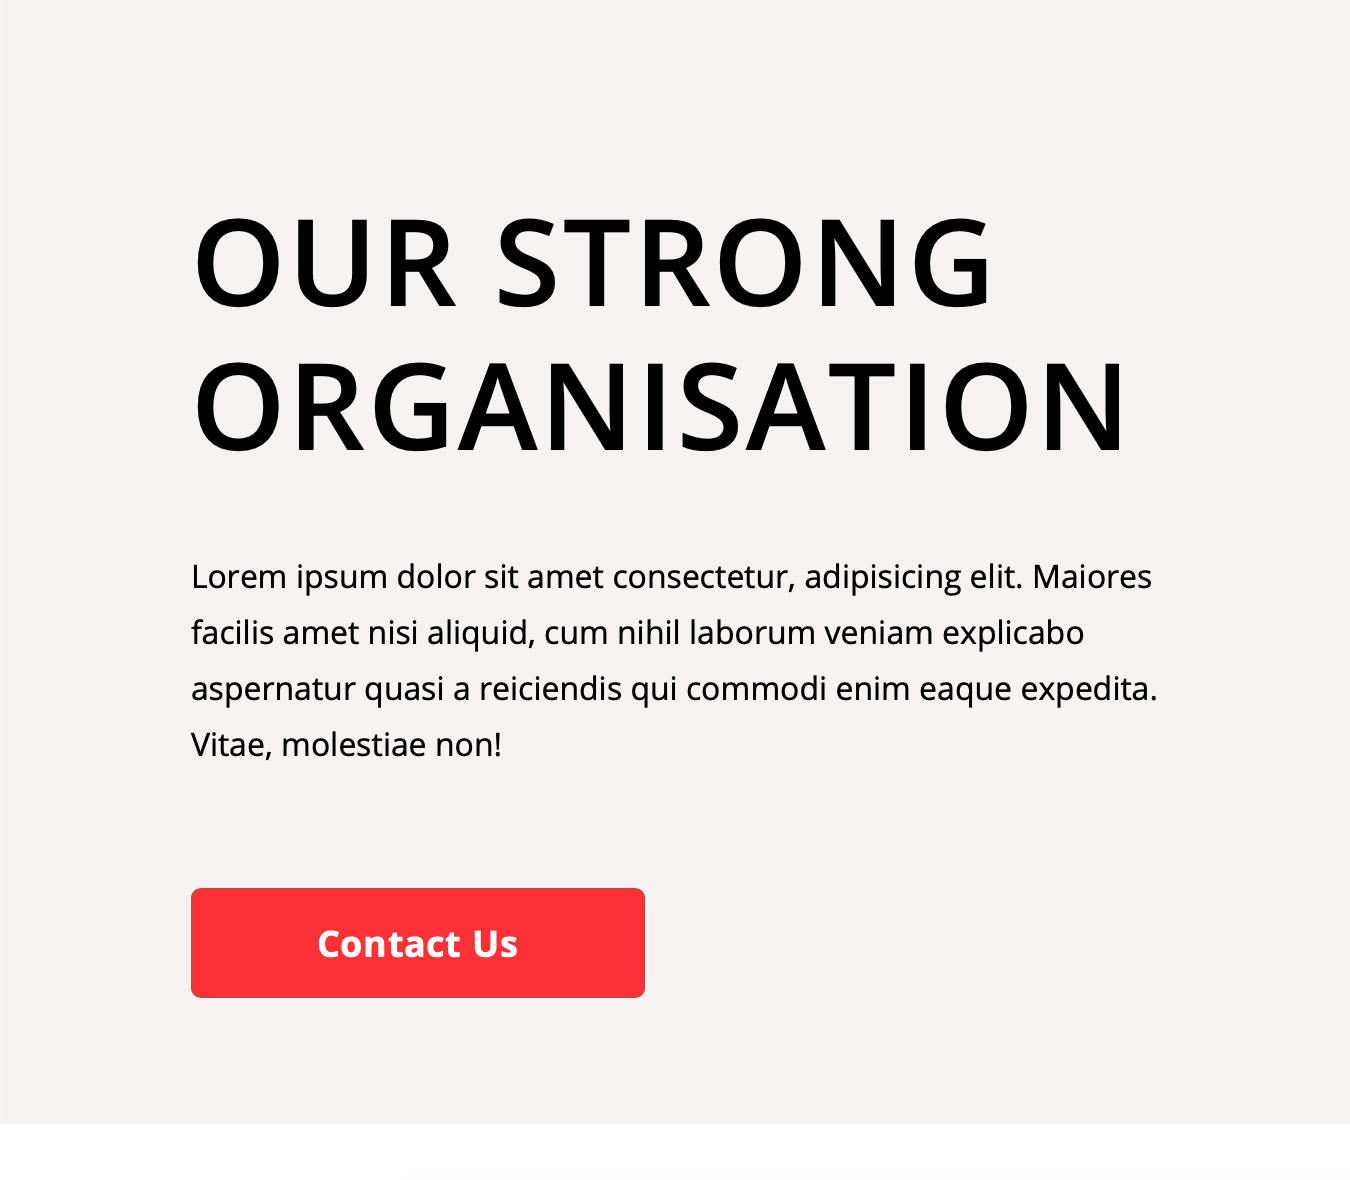 OUR STRONG
ORGANISATION
Lorem ipsum dolor sit amet consectetur, adipisicing elit. Maiores
facilis amet nisi aliquid, cum nihil laborum veniam explicabo
aspernatur quasi a reiciendis qui commodi enim eaque expedita.
Vitae, molestiae non!
Contact Us